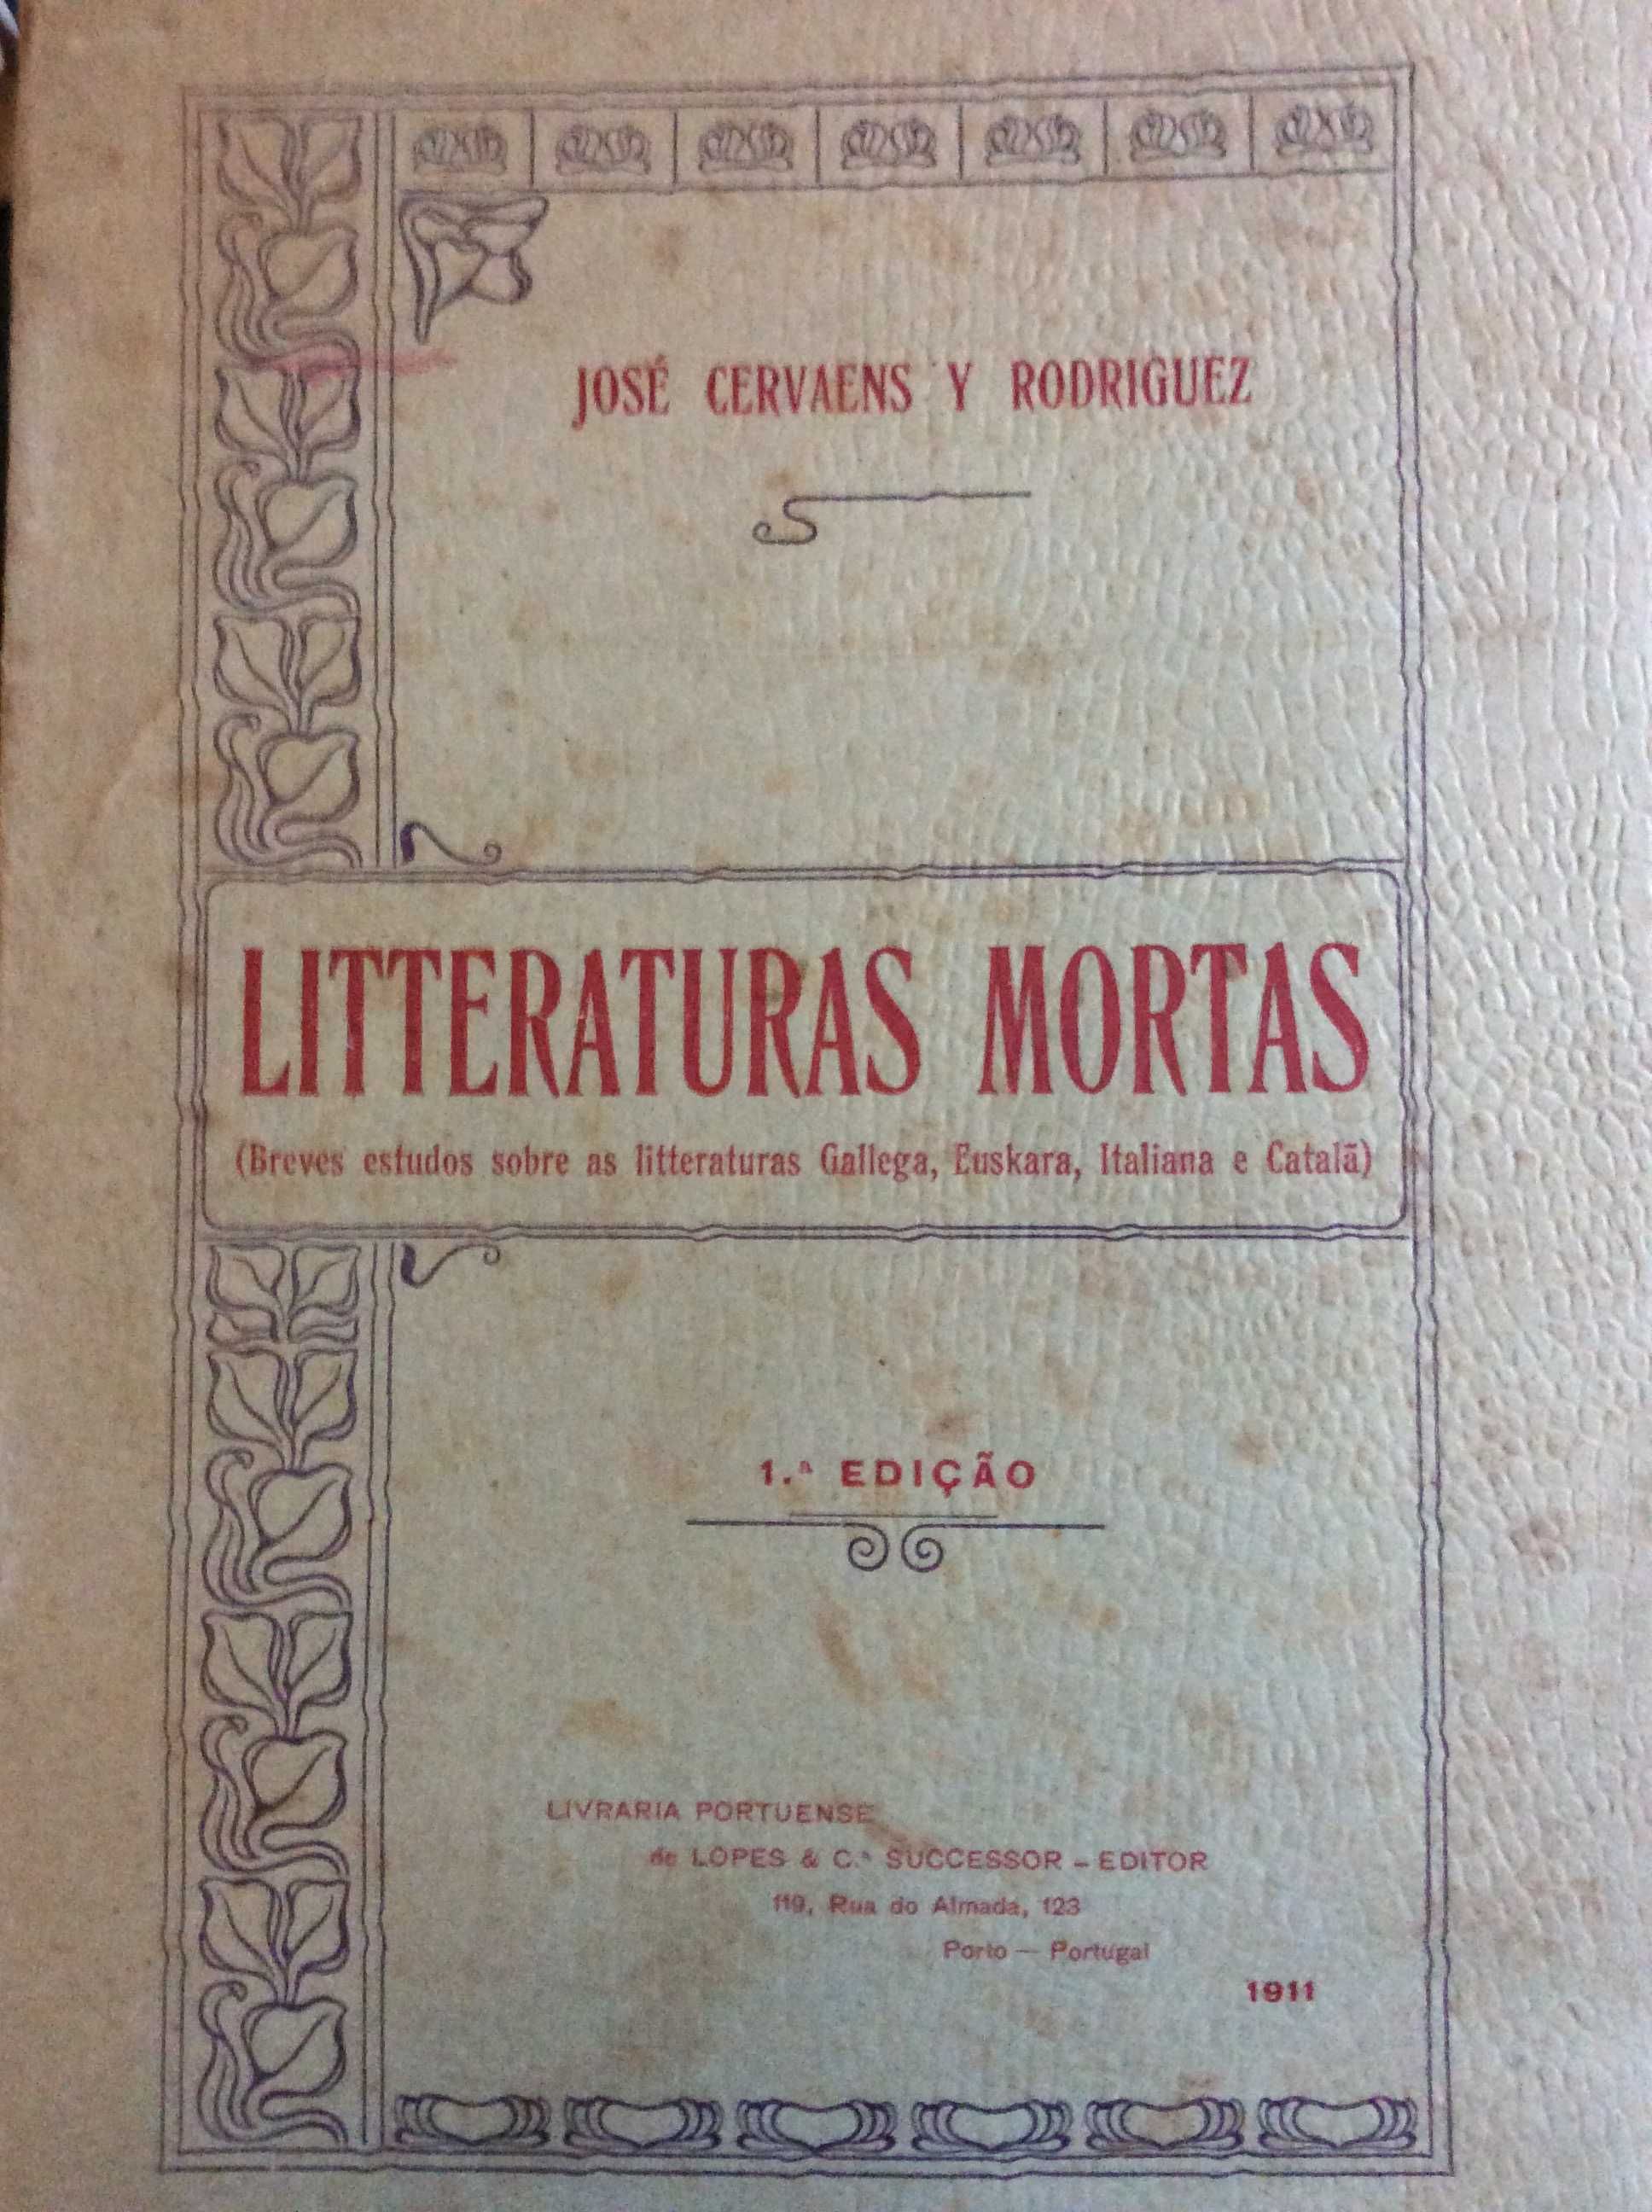 JOSÉ CERVAENS Y RODRIGUEZ
LITTERATURAS MORTAS
(Breves estudos sobre as litteraturas Gallega, Euskara, Italiana e Catalã)
1.ª EDIÇÃO
LIVRARIA PORTUENSE
de LOPES & C.ª SUCCESSOR – EDITOR
119, Rua do Almada, 123
Porto — Portugal
1911